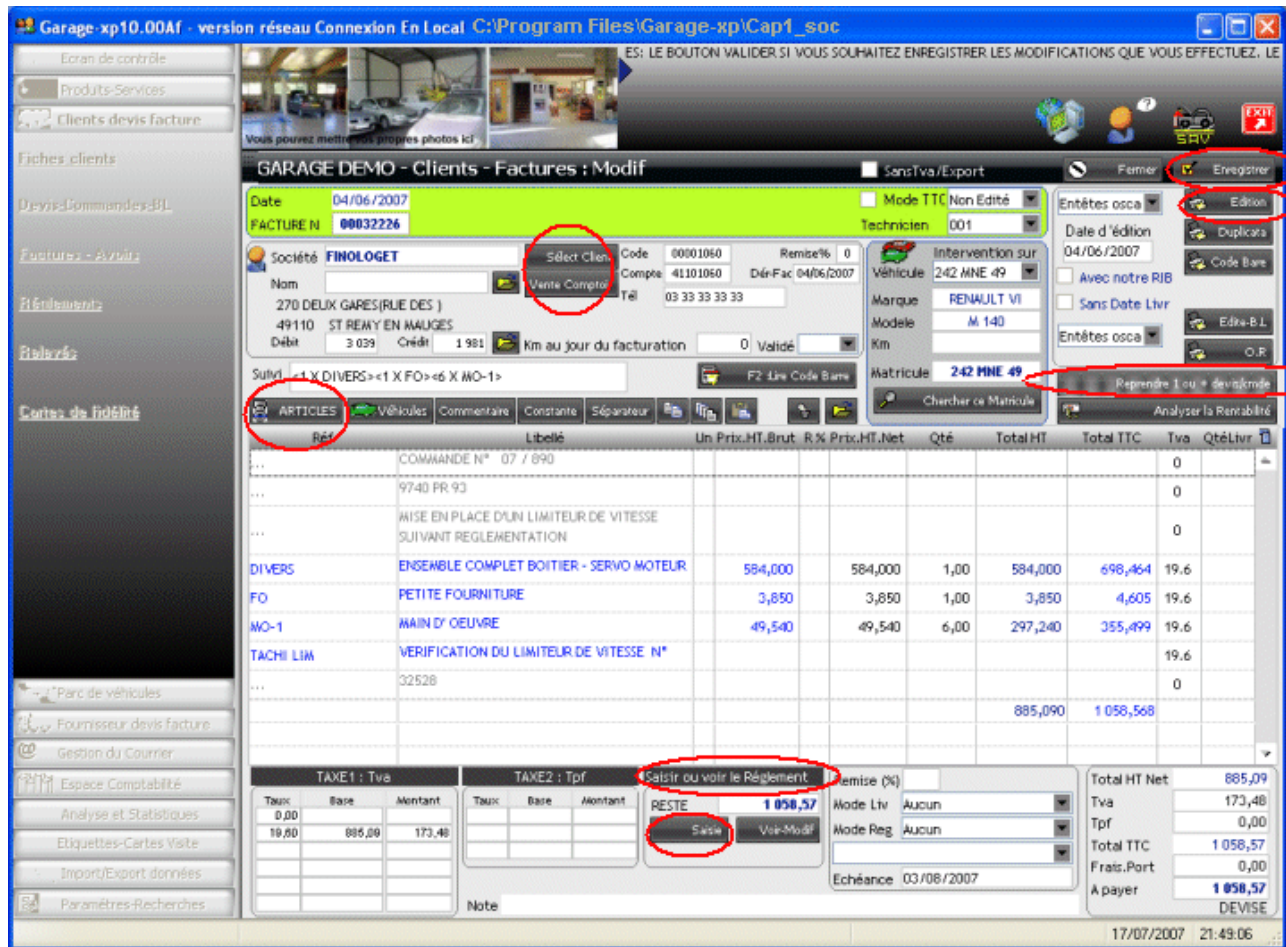 Garage-xp10.00Af - version réseau Connexion En Local C:\Program Files\Garage-xp\Cap1_soc
Ecran de contrôle
Produits-Services
Clients devis facture
Fiches clients
Devis-Commandes-BL
Factures - Avoirs
Réglements
Relevés
Cartes de fidélité
Parc de véhicules
Fournisseur devis facture
Gestion du Courrier
Espace Comptabilité
Analyse et Statistiques
Etiquettes-Cartes Visite
Import/Export données
Paramètres-Recherches
ES: LE BOUTON VALIDER SI VOUS SOUHAITEZ ENREGISTRER LES MODIFICATIONS QUE VOUS EFFECTUEZ. LE
Vous pouvez mettre vos propres photos ici
SAV
EXIT
GARAGE DEMO - Clients - Factures : Modif
SansTva/Export
Fermer
Enregistrer
Date 04/06/2007
Mode TTC Non Edité
FACTURE N 00032226
Technicien 001
Entêtes osca
Edition
Date d'édition
Duplicata
04/06/2007
Code Bare
Avec notre RIB
Sans Date Livr
Edite-B.L
Entêtes osca
O.R
Société FINOLOGET
Sélect Client
Code 00001060 Remise% 0
Nom
Vente Comptoir
Compte 41101060 Dér-Fac 04/06/2007
Tél 03 33 33 33 33
270 DEUX GARES(RUE DES )
49110 ST REMY EN MAUGES
Débit 3 039 Crédit 1 981
Km au jour du facturation 0 Validé
Intervention sur
Véhicule 242 MNE 49
Marque RENAULT VI
Modele M 140
Km
Matricule 242 MNE 49
Chercher ce Matricule
Suivi <1 X DIVERS><1 X FO><6 X MO-1>
F2 :Lire Code Barre
Reprendre 1 ou + devis/cmde
Analyser la Rentabilité
ARTICLES Véhicules Commentaire Constante Séparateur
Réf Libellé Un Prix.HT.Brut R% Prix.HT.Net Qté Total HT Total TTC Tva QtéLivr
... COMMANDE N° 07 / 890 0
... 9740 PR 93 0
... MISE EN PLACE D'UN LIMITEUR DE VITESSE
SUIVANT REGLEMENTATION 0
DIVERS ENSEMBLE COMPLET BOITIER - SERVO MOTEUR 584,000 584,000 1,00 584,000 698,464 19.6
FO PETITE FOURNITURE 3,850 3,850 1,00 3,850 4,605 19.6
MO-1 MAIN D' OEUVRE 49,540 49,540 6,00 297,240 355,499 19.6
TACHI LIM VERIFICATION DU LIMITEUR DE VITESSE N° 19.6
... 32528 0
885,090 1 058,568
TAXE1 : Tva
Taux Base Montant
0,00
19,60 885,09 173,48
TAXE2 : Tpf
Taux Base Montant
Saisir ou voir le Réglement
RESTE 1 058,57
Saisie Voir-Modif
Remise (%)
Mode Liv Aucun
Mode Reg Aucun
Echéance 03/08/2007
Note
Total HT Net 885,09
Tva 173,48
Tpf 0,00
Total TTC 1 058,57
Frais.Port 0,00
A payer 1 058,57
DEVISE
17/07/2007 21:49:06